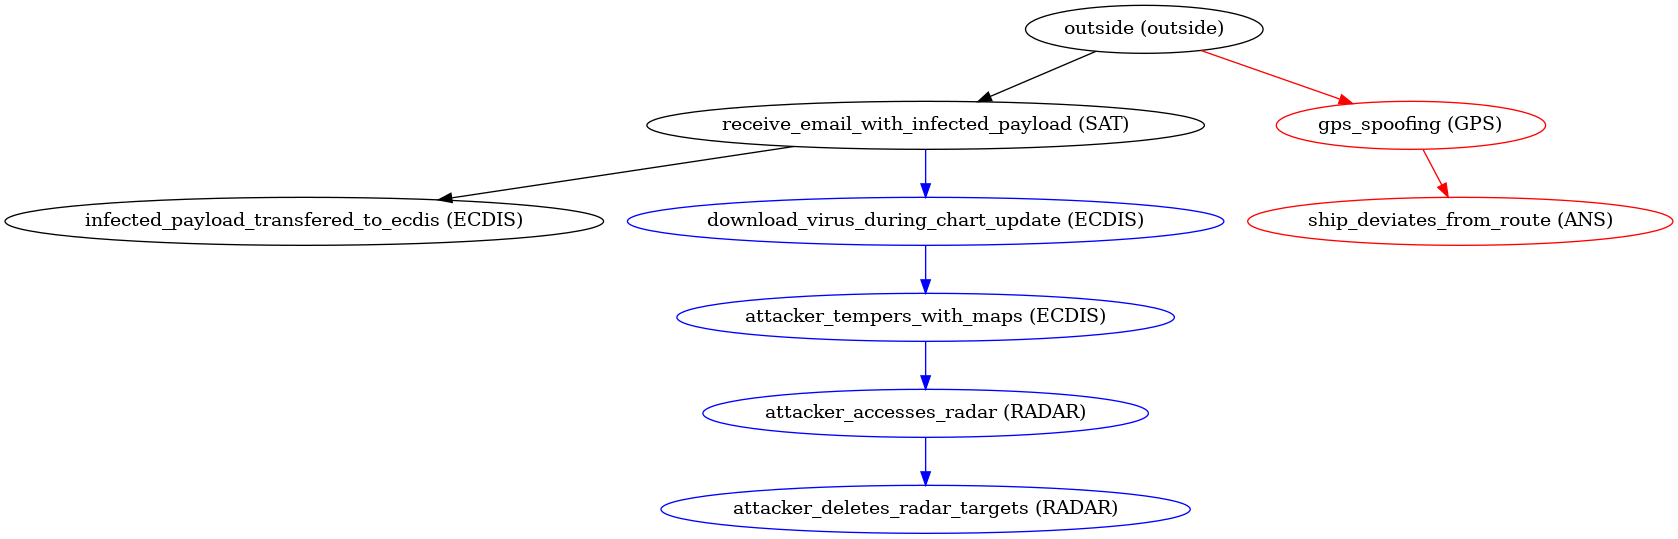 outside (outside)
receive_email_with_infected_payload (SAT)
gps_spoofing (GPS)
infected_payload_transfered_to_ecdis (ECDIS)
download_virus_during_chart_update (ECDIS)
ship_deviates_from_route (ANS)
attacker_tempers_with_maps (ECDIS)
attacker_accesses_radar (RADAR)
attacker_deletes_radar_targets (RADAR)